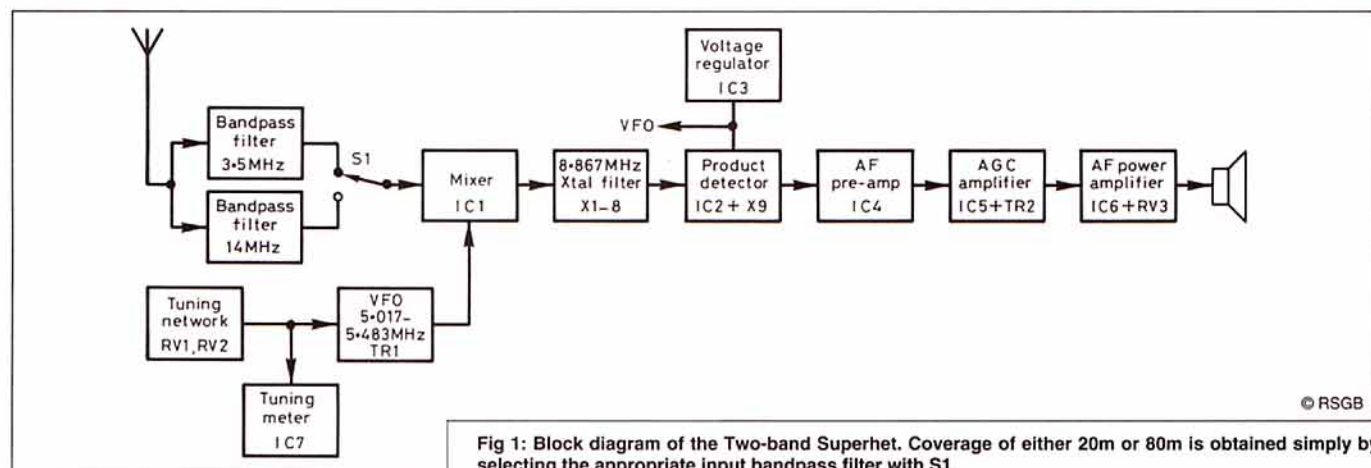 Voltage
regulator
IC3
VFO
Bandpass
filter
3•5MHz
S1
Bandpass
filter
14MHz
Mixer
IC1
8•867MHz
Xtal filter
X1–8
Product
detector
IC2 + X9
AF
pre-amp
IC4
AGC
amplifier
IC5+TR2
AF power
amplifier
IC6+RV3
Tuning
network
RV1,RV2
VFO
5•017–
5•483MHz
TR1
Tuning
meter
IC7
© RSGB
Fig 1: Block diagram of the Two-band Superhet. Coverage of either 20m or 80m is obtained simply by
selecting the appropriate input bandpass filter with S1.